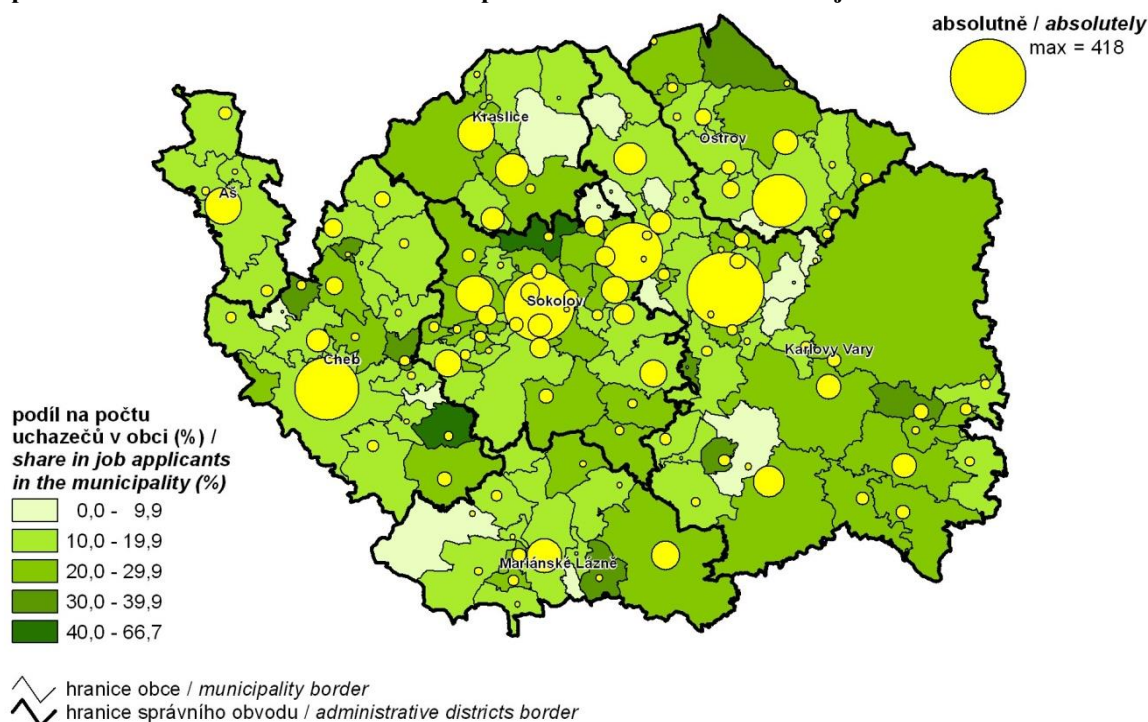 absolutně / absolutely
max = 418
Kraslice
Ostrov
Aš
Sokolov
Cheb
Karlovy Vary
Mariánské Lázně
podíl na počtu
uchazečů v obci (%) /
share in job applicants
in the municipality (%)
0,0 - 9,9
10,0 - 19,9
20,0 - 29,9
30,0 - 39,9
40,0 - 66,7
hranice obce / municipality border
hranice správního obvodu / administrative districts border